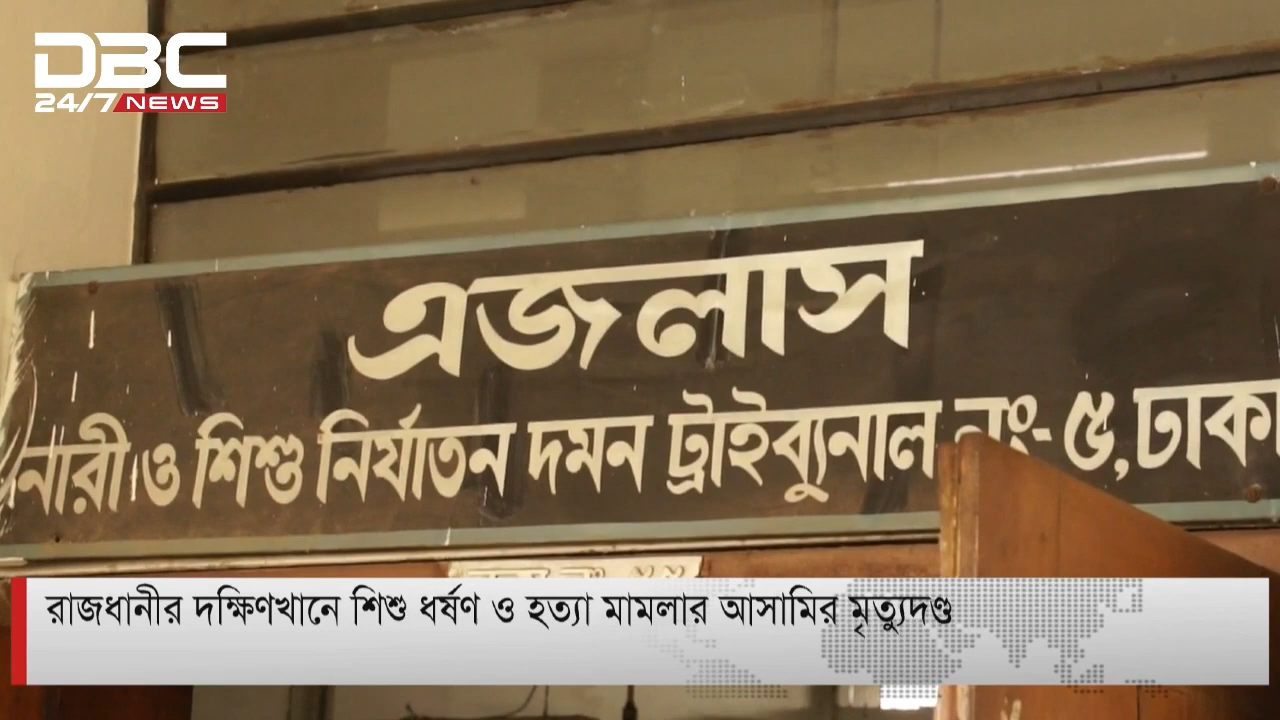 DBC
24/7 NEWS
এজলাস
নারী ও শিশু নির্যাতন দমন ট্রাইব্যুনাল নং- ৫, ঢাকা
রাজধানীর দক্ষিণখানে শিশু ধর্ষণ ও হত্যা মামলার আসামির মৃত্যুদণ্ড